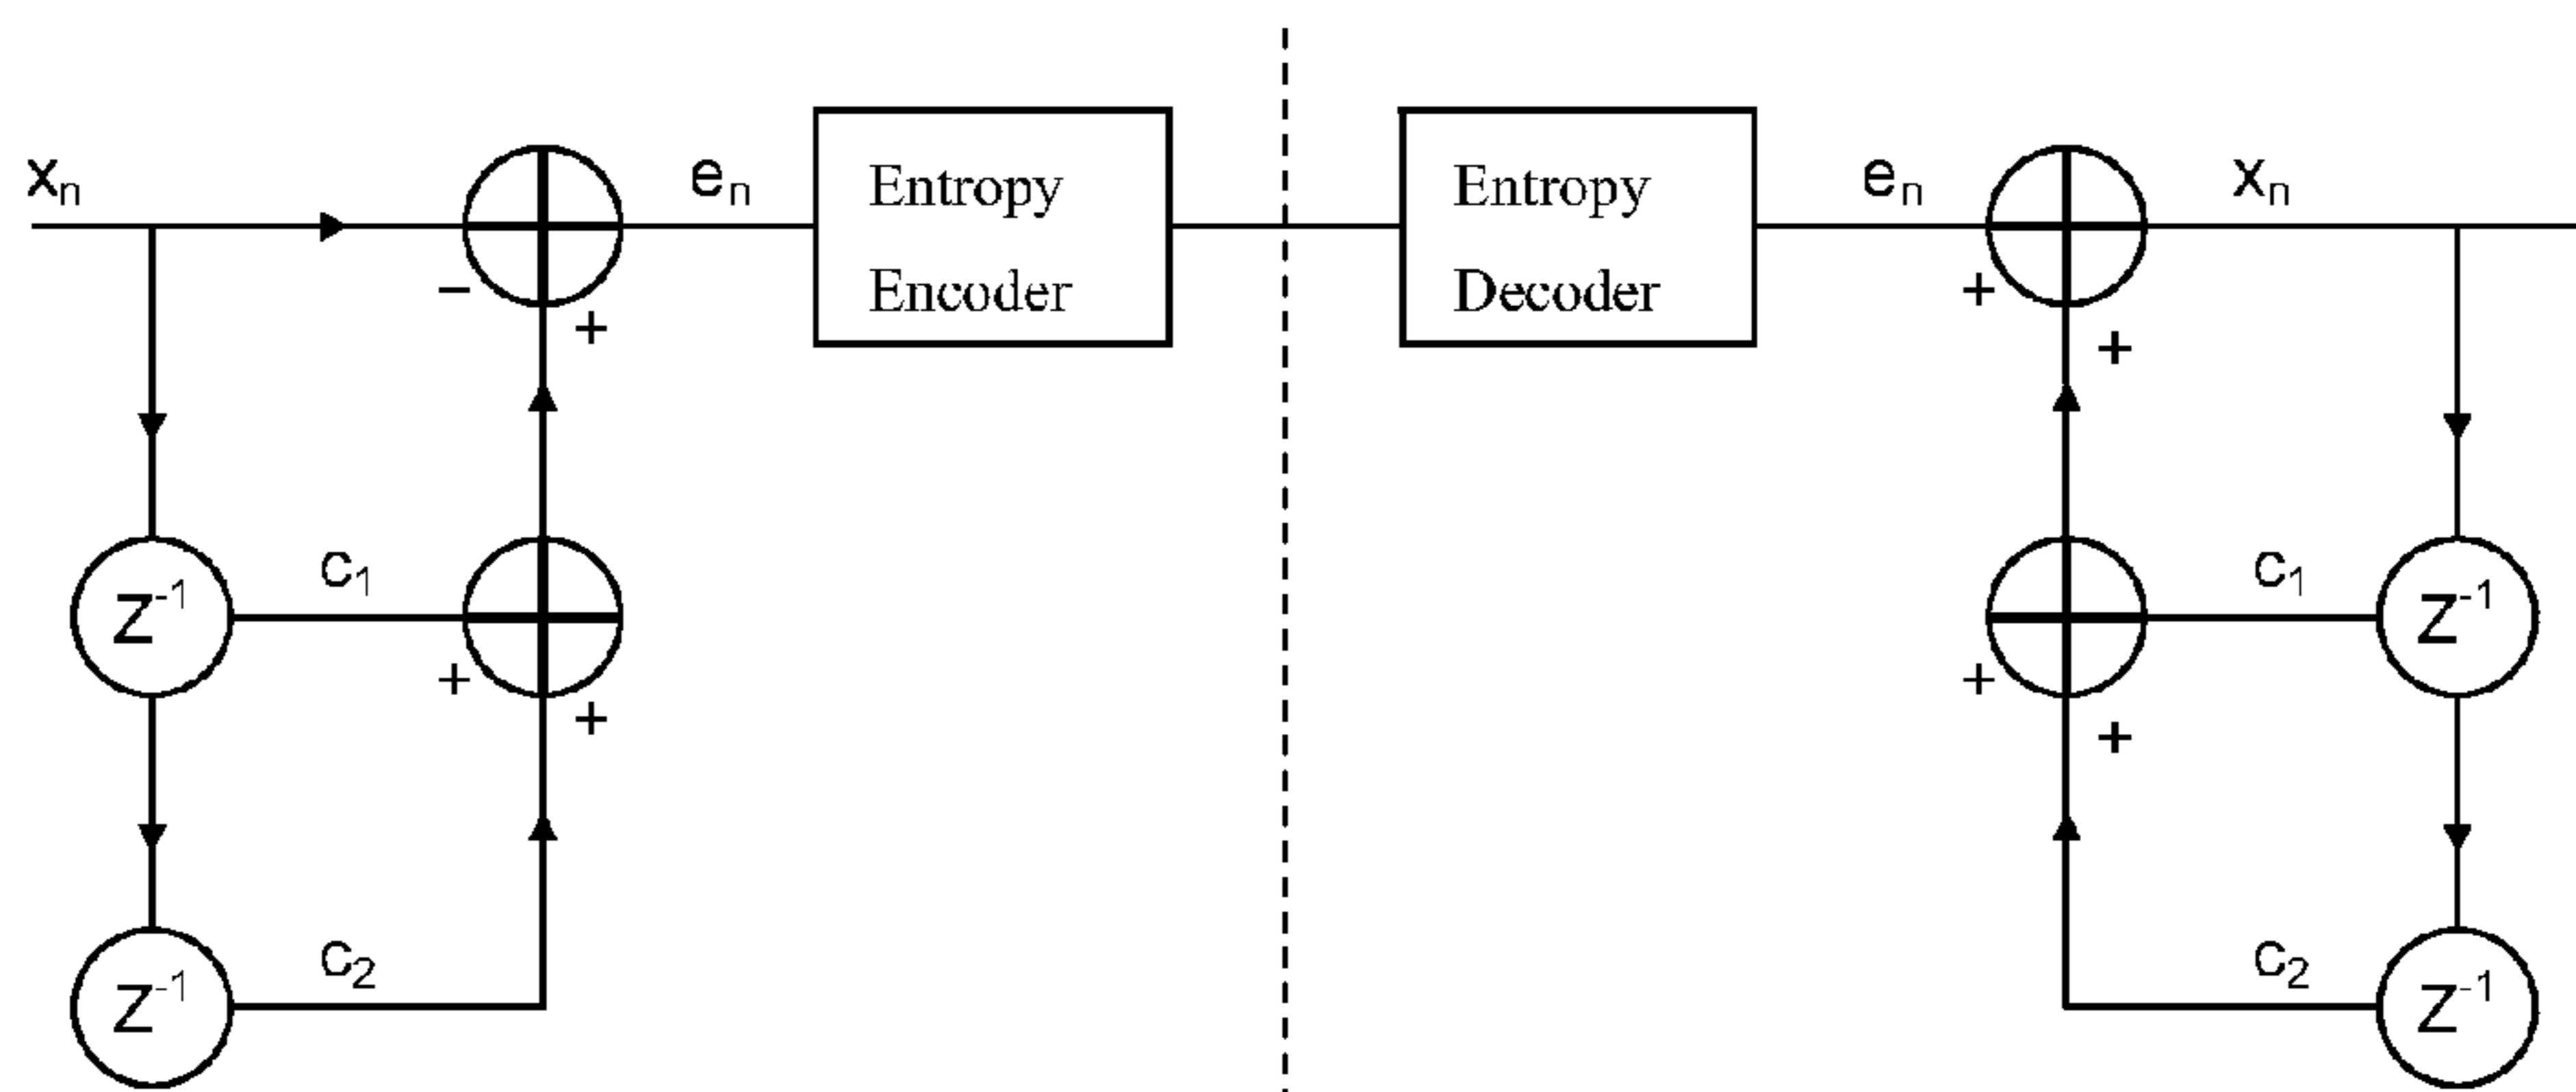 xₙ
eₙ
Entropy
Encoder
Entropy
Decoder
eₙ
xₙ
−
+
+
+
z⁻¹
c₁
c₁
z⁻¹
+
+
+
+
z⁻¹
c₂
c₂
z⁻¹